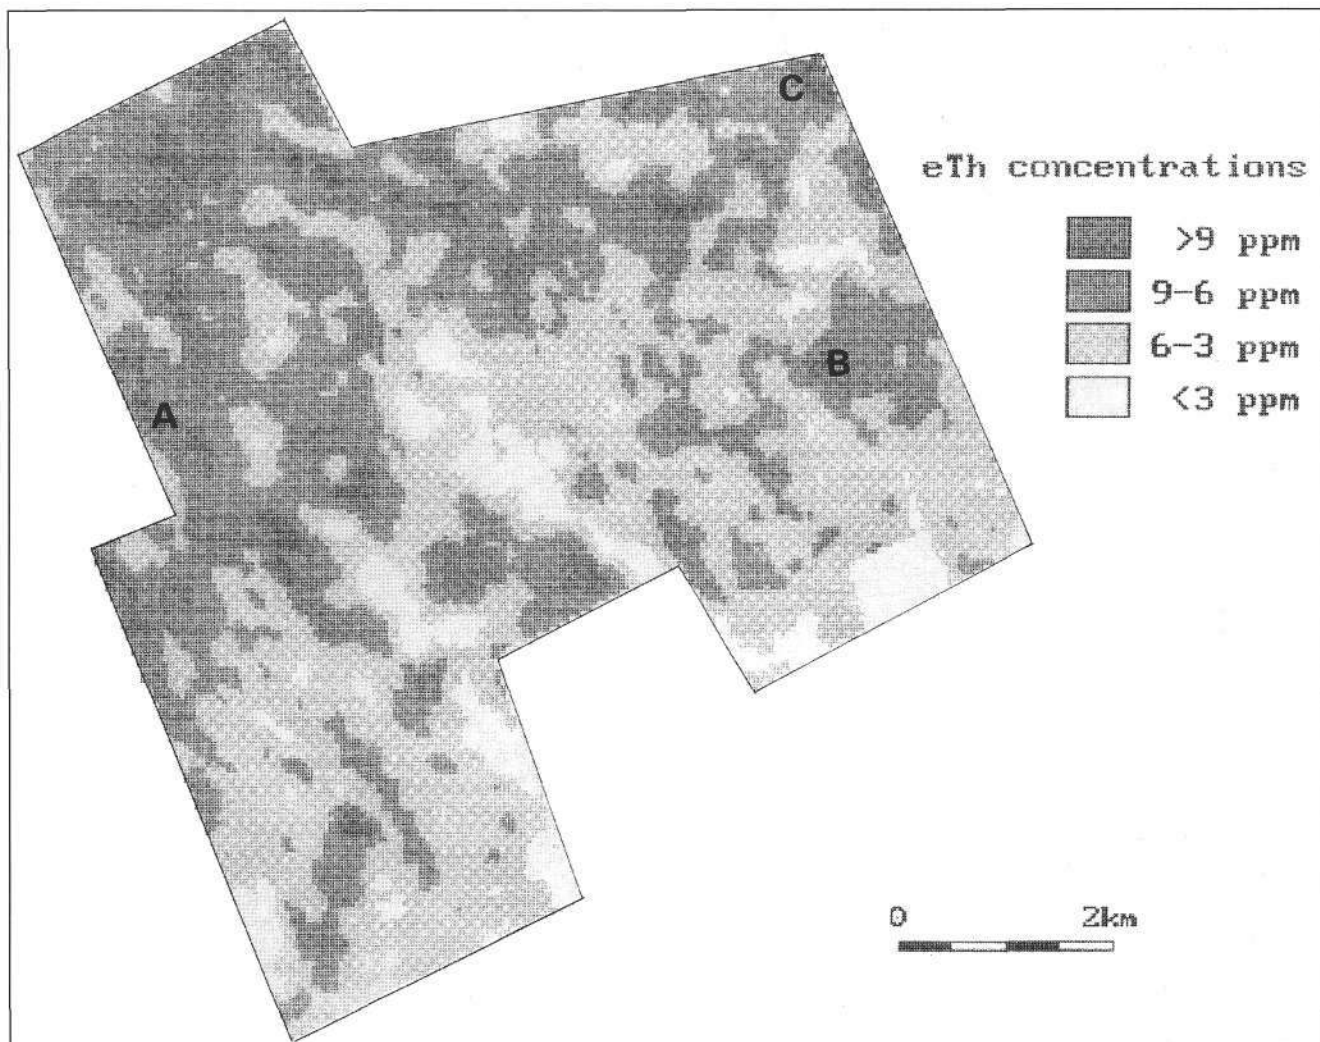 C
eTh concentrations
>9 ppm
9-6 ppm
6-3 ppm
<3 ppm
B
A
0 2km